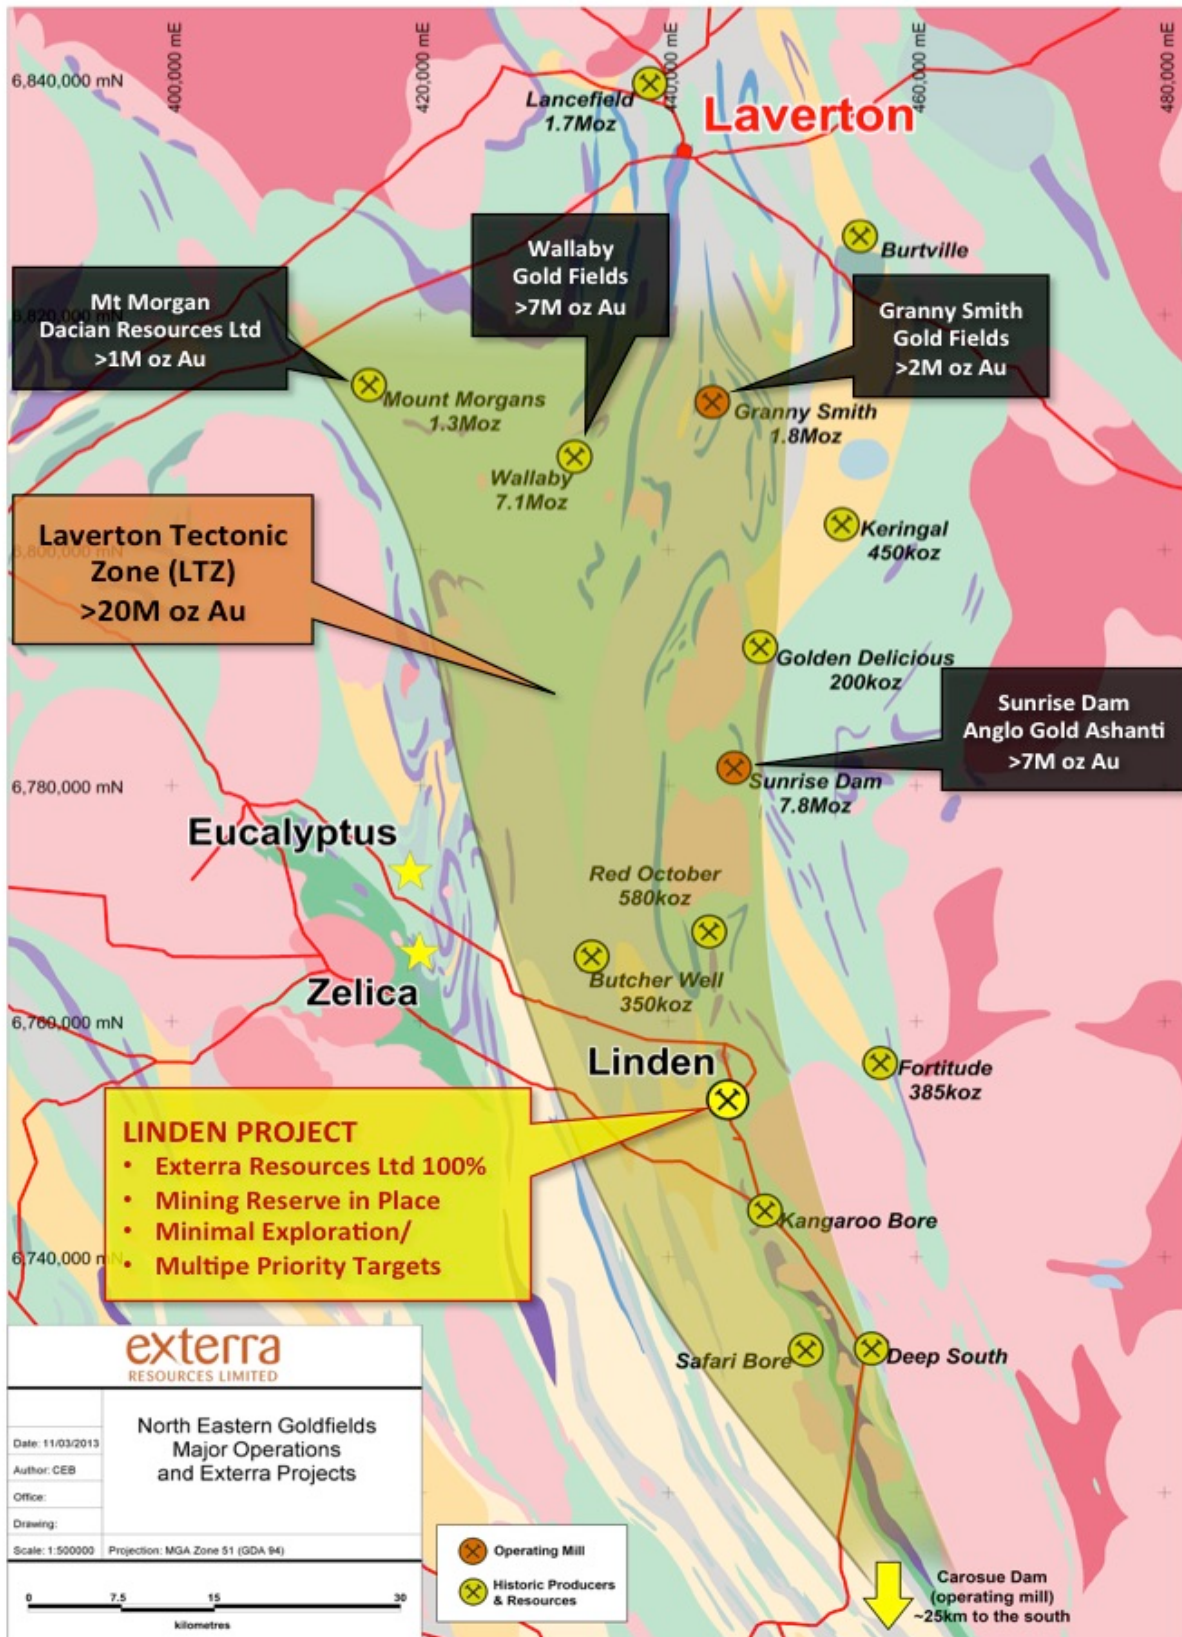 400,000 mE
420,000 mE
440,000 mE
460,000 mE
480,000 mE
6,840,000 mN
Lancefield
1.7Moz
Laverton
Burtville
Wallaby
Gold Fields
>7M oz Au
Mt Morgan
Dacian Resources Ltd
>1M oz Au
Granny Smith
Gold Fields
>2M oz Au
6,820,000 mN
Mount Morgans
1.3Moz
Granny Smith
1.8Moz
Wallaby
7.1Moz
Laverton Tectonic
Zone (LTZ)
>20M oz Au
6,800,000 mN
Keringal
450koz
Golden Delicious
200koz
Sunrise Dam
Anglo Gold Ashanti
>7M oz Au
6,780,000 mN
Sunrise Dam
7.8Moz
Eucalyptus
Red October
580koz
Zelica
Butcher Well
350koz
6,760,000 mN
Linden
Fortitude
385koz
LINDEN PROJECT
• Exterra Resources Ltd 100%
• Mining Reserve in Place
• Minimal Exploration/
• Multipe Priority Targets
Kangaroo Bore
6,740,000 mN
Safari Bore
Deep South
exterra
RESOURCES LIMITED
North Eastern Goldfields
Major Operations
and Exterra Projects
Date: 11/03/2013
Author: CEB
Office:
Drawing:
Scale: 1:500000
Projection: MGA Zone 51 (GDA 94)
0 7.5 15 30
kilometres
Operating Mill
Historic Producers
& Resources
Carosue Dam
(operating mill)
~25km to the south